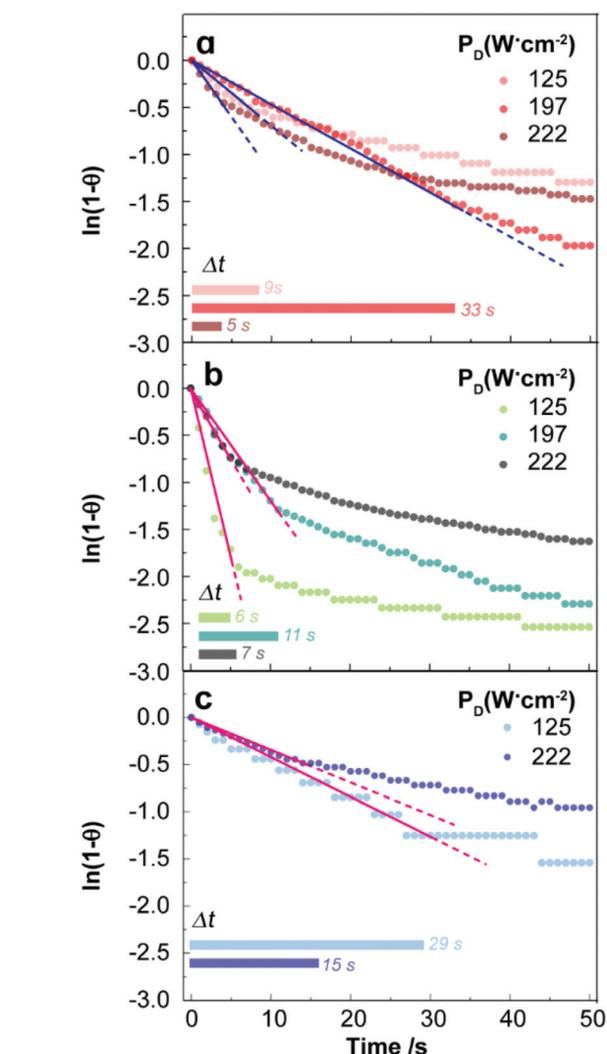 a
P_D(W·cm⁻²)
125
197
222
0.0
-0.5
-1.0
-1.5
-2.0
-2.5
-3.0
ln(1-θ)
Δt
9s
33 s
5 s
b
P_D(W·cm⁻²)
125
197
222
0.0
-0.5
-1.0
-1.5
-2.0
-2.5
-3.0
ln(1-θ)
Δt
6 s
11 s
7 s
c
P_D(W·cm⁻²)
125
222
0.0
-0.5
-1.0
-1.5
-2.0
-2.5
-3.0
ln(1-θ)
Δt
29 s
15 s
0 10 20 30 40 50
Time /s